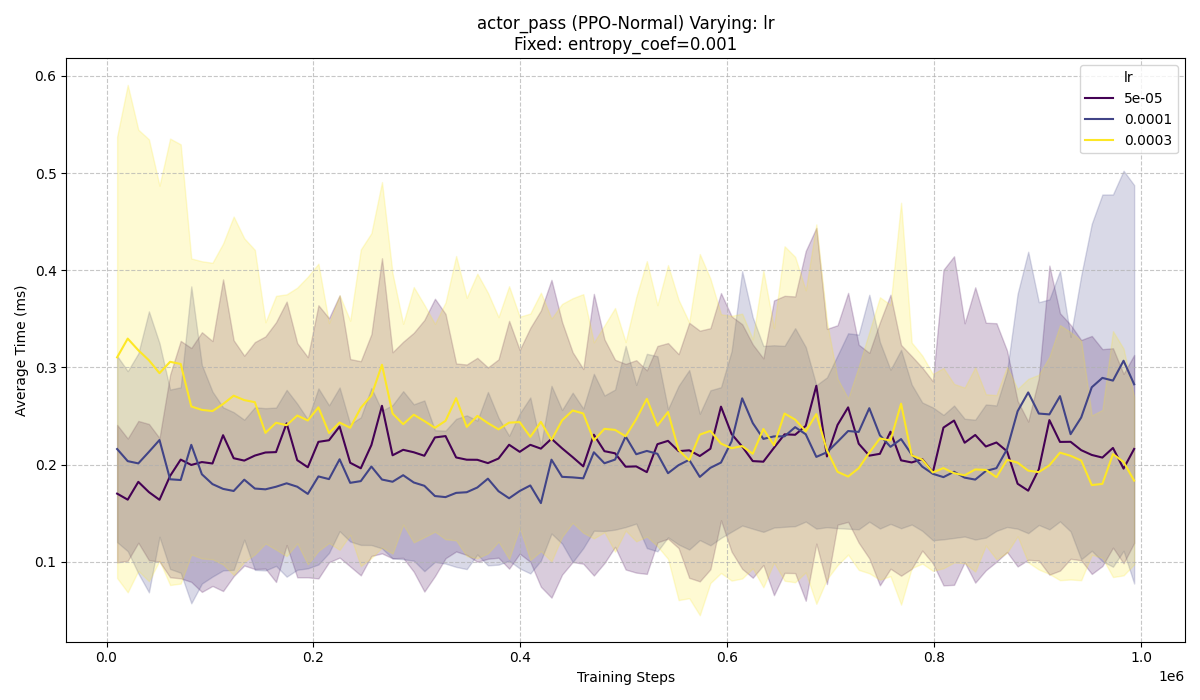 actor_pass (PPO-Normal) Varying: lr
Fixed: entropy_coef=0.001
lr
5e-05
0.0001
0.0003
0.6
0.5
0.4
0.3
0.2
0.1
Average Time (ms)
0.0 0.2 0.4 0.6 0.8 1.0
1e6
Training Steps